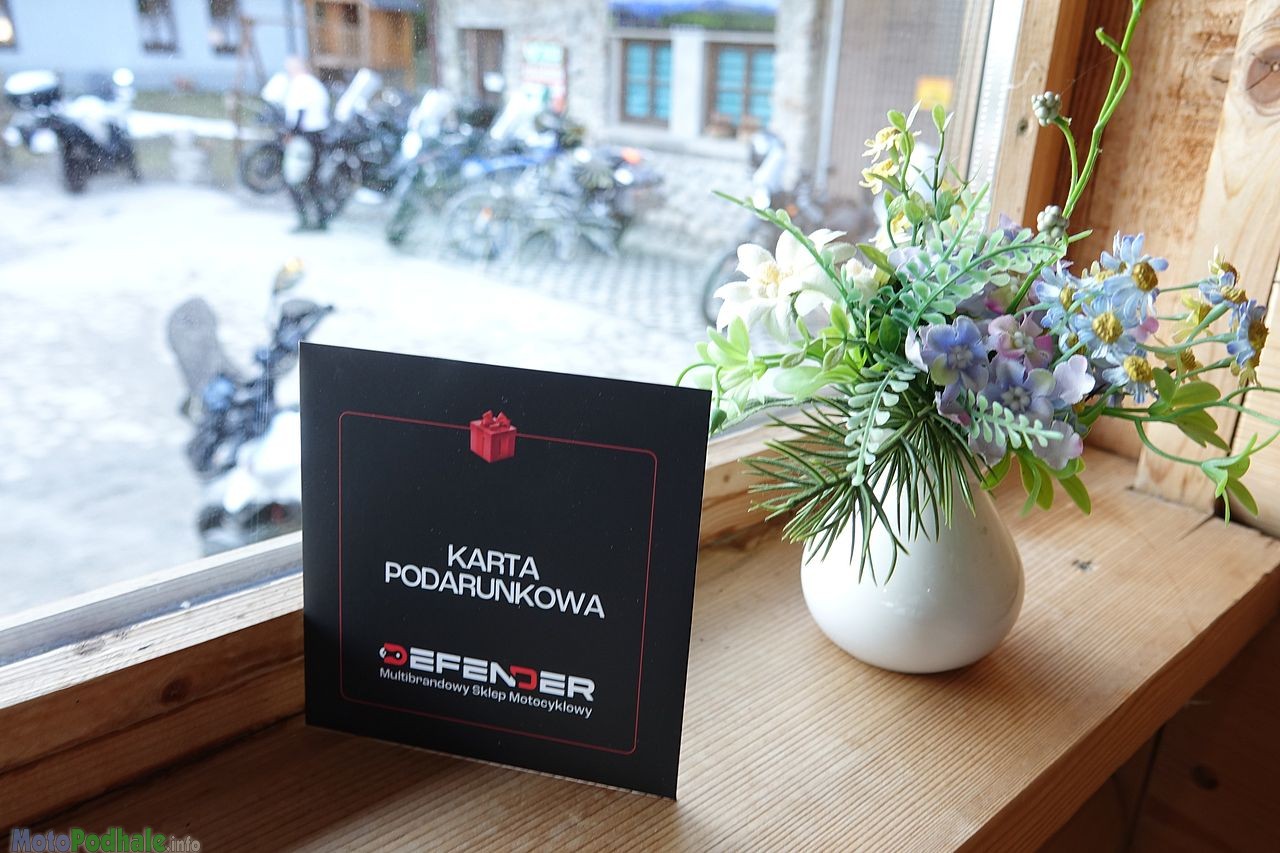 KARTA
PODARUNKOWA
DEFENDER
Multibrandowy Sklep Motocyklowy
MotoPodhale.info